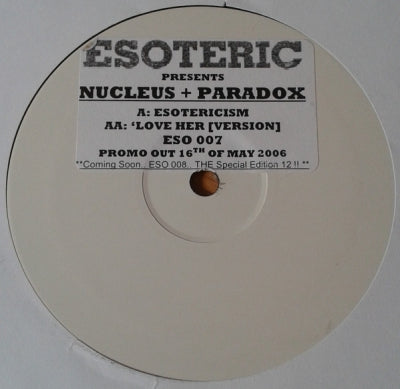 ESOTERIC
PRESENTS
NUCLEUS + PARADOX
A: ESOTERICISM
AA: 'LOVE HER [VERSION]
ESO 007
PROMO OUT 16TH OF MAY 2006
**Coming Soon.. ESO 008.. THE Special Edition 12 !! **